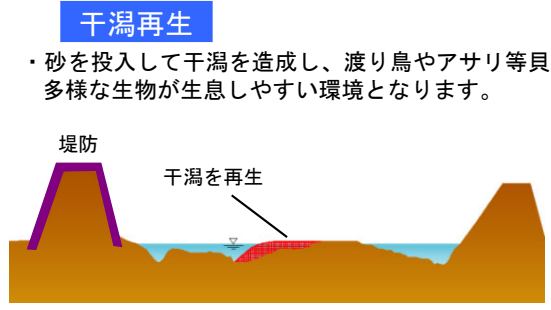 干潟再生
・砂を投入して干潟を造成し、渡り鳥やアサリ等貝
多様な生物が生息しやすい環境となります。
堤防
干潟を再生